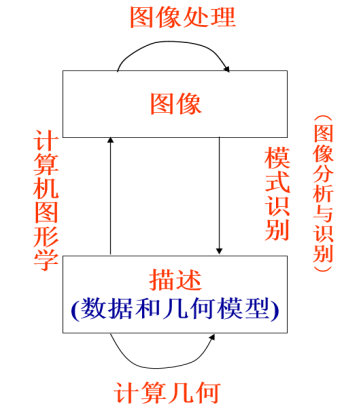 图像处理
图像
计算机图形学
模式识别
(图像分析与识别)
描述
(数据和几何模型)
计算几何